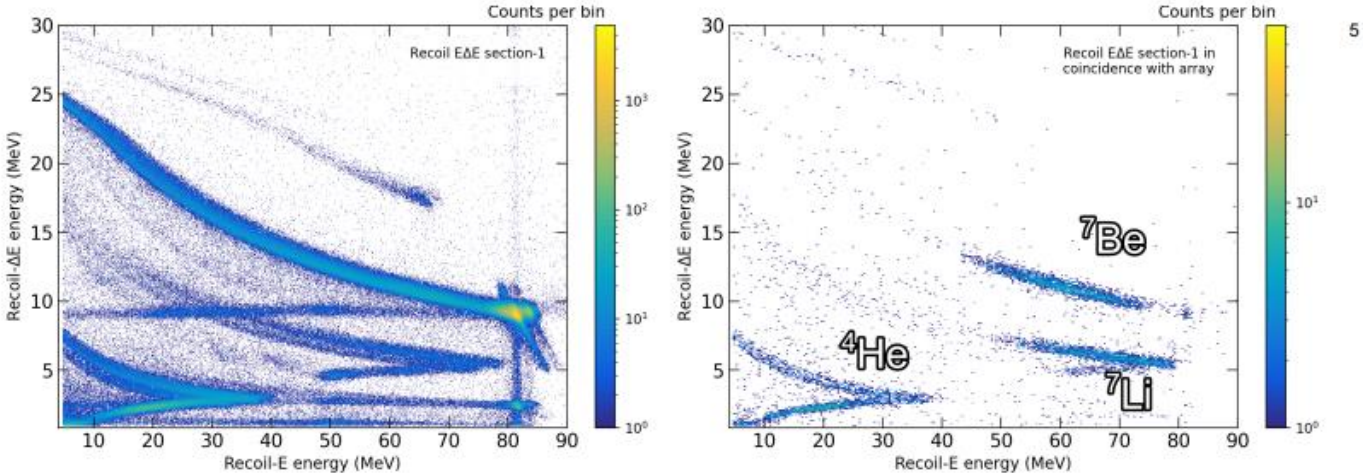 Counts per bin
30
25
20
15
10
5
Recoil-ΔE energy (MeV)
10 20 30 40 50 60 70 80 90
Recoil-E energy (MeV)
Recoil EΔE section-1
10³
10²
10¹
10⁰
Counts per bin
30
25
20
15
10
5
Recoil-ΔE energy (MeV)
10 20 30 40 50 60 70 80 90
Recoil-E energy (MeV)
Recoil EΔE section-1 in
coincidence with array
⁷Be
⁴He
⁷Li
10¹
10⁰
5